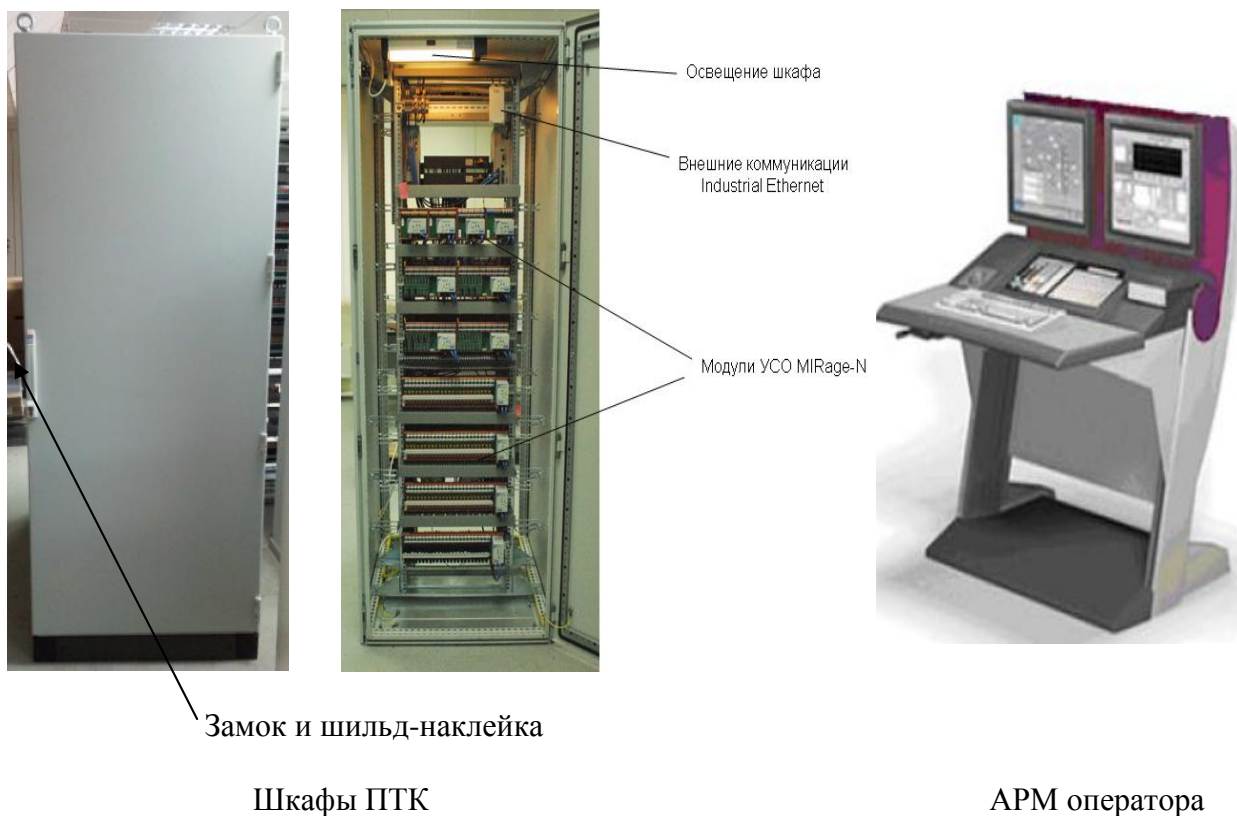 Освещение шкафа
Внешние коммуникации
Industrial Ethernet
Модули УСО MIRage-N
Замок и шильд-наклейка
Шкафы ПТК
АРМ оператора